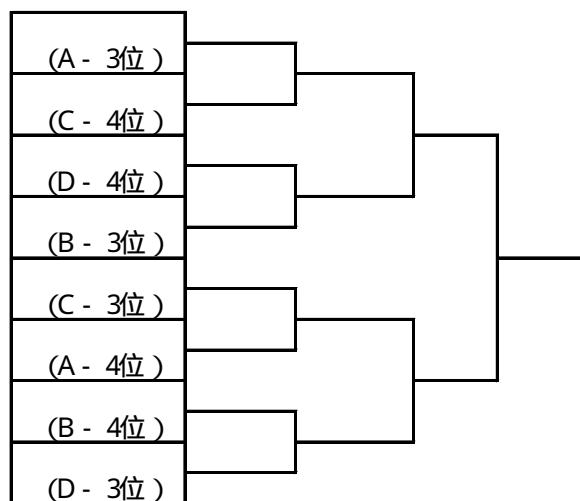 (A - 3位 )
(C - 4位 )
(D - 4位 )
(B - 3位 )
(C - 3位 )
(A - 4位 )
(B - 4位 )
(D - 3位 )